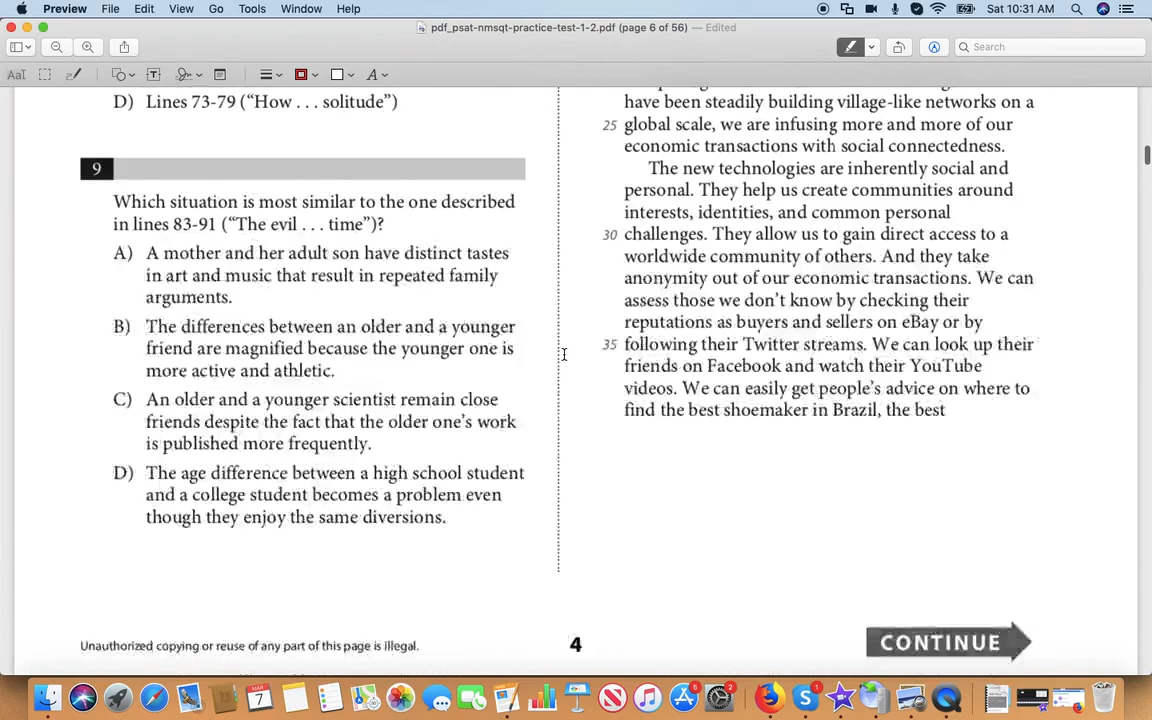 Preview File Edit View Go Tools Window Help
Sat 10:31 AM
pdf_psat-nmsqt-practice-test-1-2.pdf (page 6 of 56) — Edited
Search
D) Lines 73-79 (“How . . . solitude”)
9
Which situation is most similar to the one described
in lines 83-91 (“The evil . . . time”)?
A) A mother and her adult son have distinct tastes
in art and music that result in repeated family
arguments.
B) The differences between an older and a younger
friend are magnified because the younger one is
more active and athletic.
C) An older and a younger scientist remain close
friends despite the fact that the older one’s work
is published more frequently.
D) The age difference between a high school student
and a college student becomes a problem even
though they enjoy the same diversions.
have been steadily building village-like networks on a
25 global scale, we are infusing more and more of our
economic transactions with social connectedness.
The new technologies are inherently social and
personal. They help us create communities around
interests, identities, and common personal
30 challenges. They allow us to gain direct access to a
worldwide community of others. And they take
anonymity out of our economic transactions. We can
assess those we don’t know by checking their
reputations as buyers and sellers on eBay or by
35 following their Twitter streams. We can look up their
friends on Facebook and watch their YouTube
videos. We can easily get people’s advice on where to
find the best shoemaker in Brazil, the best
Unauthorized copying or reuse of any part of this page is illegal.
4
CONTINUE